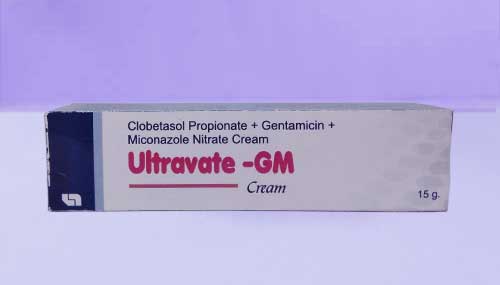 Clobetasol Propionate + Gentamicin +
Miconazole Nitrate Cream
Ultravate -GM
Cream
15 g.